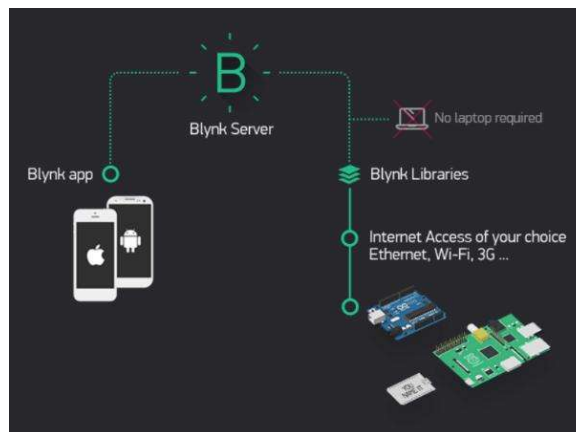 B
Blynk Server
No laptop required
Blynk app
Blynk Libraries
Internet Access of your choice
Ethernet, Wi-Fi, 3G ...